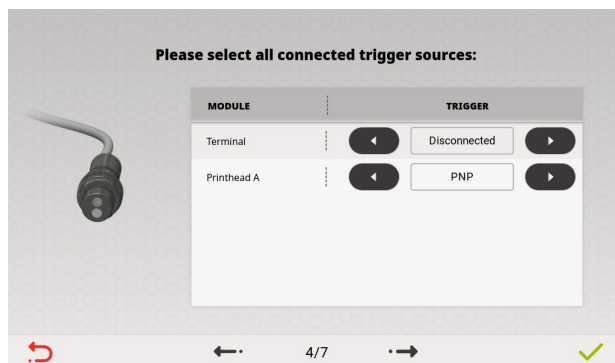 Please select all connected trigger sources:
MODULE TRIGGER
Terminal Disconnected
Printhead A PNP
4/7